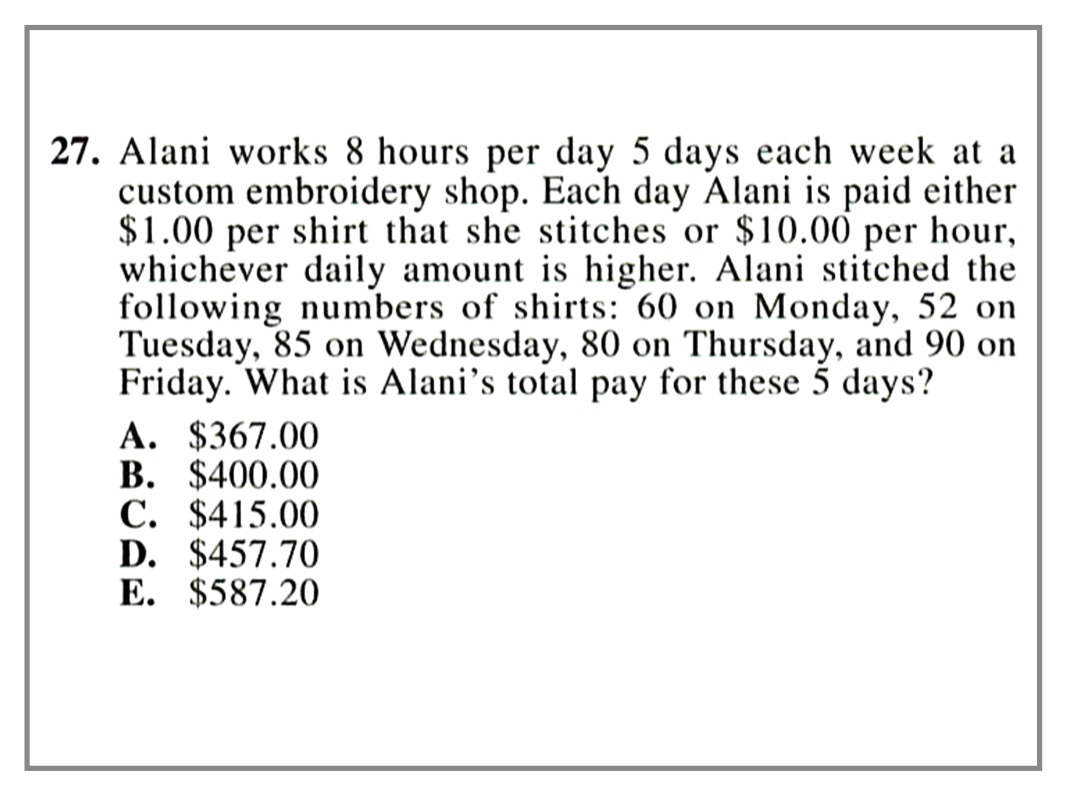 27. Alani works 8 hours per day 5 days each week at a
custom embroidery shop. Each day Alani is paid either
$1.00 per shirt that she stitches or $10.00 per hour,
whichever daily amount is higher. Alani stitched the
following numbers of shirts: 60 on Monday, 52 on
Tuesday, 85 on Wednesday, 80 on Thursday, and 90 on
Friday. What is Alani's total pay for these 5 days?
A. $367.00
B. $400.00
C. $415.00
D. $457.70
E. $587.20